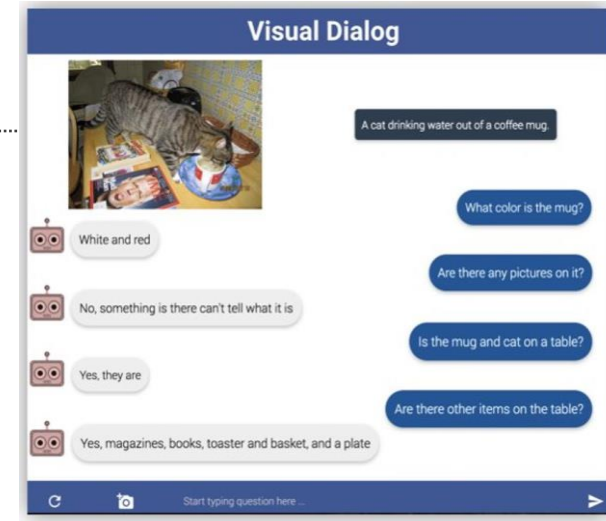 Visual Dialog
A cat drinking water out of a coffee mug.
What color is the mug?
White and red
Are there any pictures on it?
No, something is there can't tell what it is
Is the mug and cat on a table?
Yes, they are
Are there other items on the table?
Yes, magazines, books, toaster and basket, and a plate
Start typing question here ...